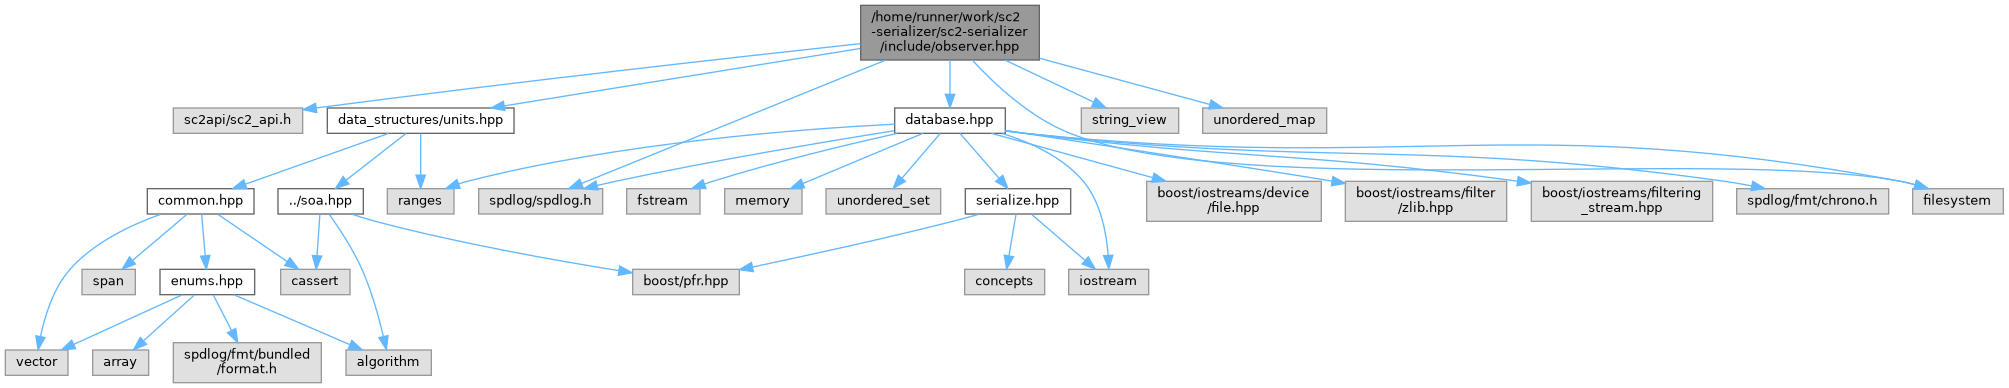 /home/runner/work/sc2
-serializer/sc2-serializer
/include/observer.hpp
sc2api/sc2_api.h
data_structures/units.hpp
database.hpp
string_view
unordered_map
common.hpp
../soa.hpp
ranges
spdlog/spdlog.h
fstream
memory
unordered_set
serialize.hpp
boost/iostreams/device
/file.hpp
boost/iostreams/filter
/zlib.hpp
boost/iostreams/filtering
_stream.hpp
spdlog/fmt/chrono.h
filesystem
span
enums.hpp
cassert
boost/pfr.hpp
concepts
iostream
vector
array
spdlog/fmt/bundled
/format.h
algorithm